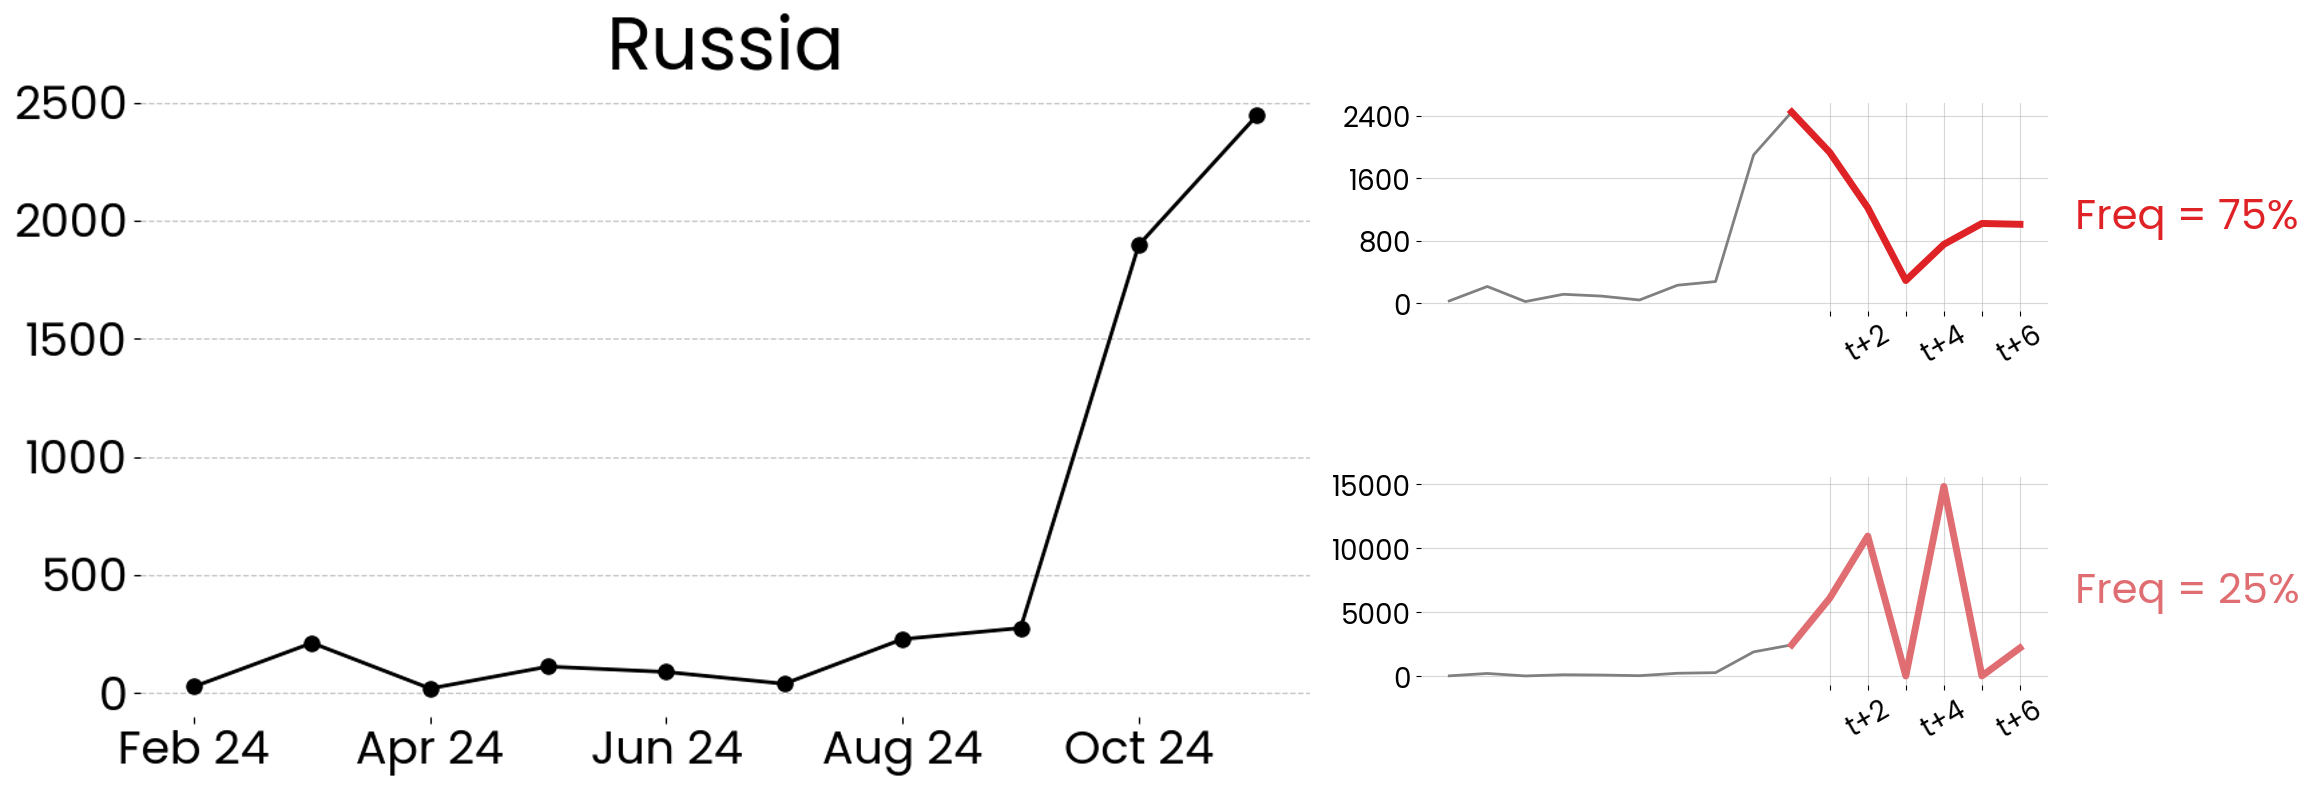 Russia
2500
2000
1500
1000
500
0
Feb 24 Apr 24 Jun 24 Aug 24 Oct 24
2400
1600
800
0
t+2 t+4 t+6
Freq = 75%
15000
10000
5000
0
t+2 t+4 t+6
Freq = 25%